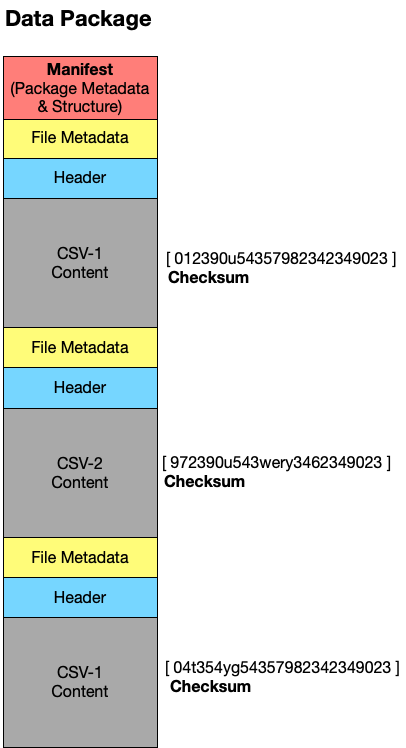 Data Package
Manifest
(Package Metadata
& Structure)
File Metadata
Header
CSV-1
Content
[ 012390u54357982342349023 ]
Checksum
File Metadata
Header
CSV-2
Content
[ 972390u543wery3462349023 ]
Checksum
File Metadata
Header
CSV-1
Content
[ 04t354yg54357982342349023 ]
Checksum